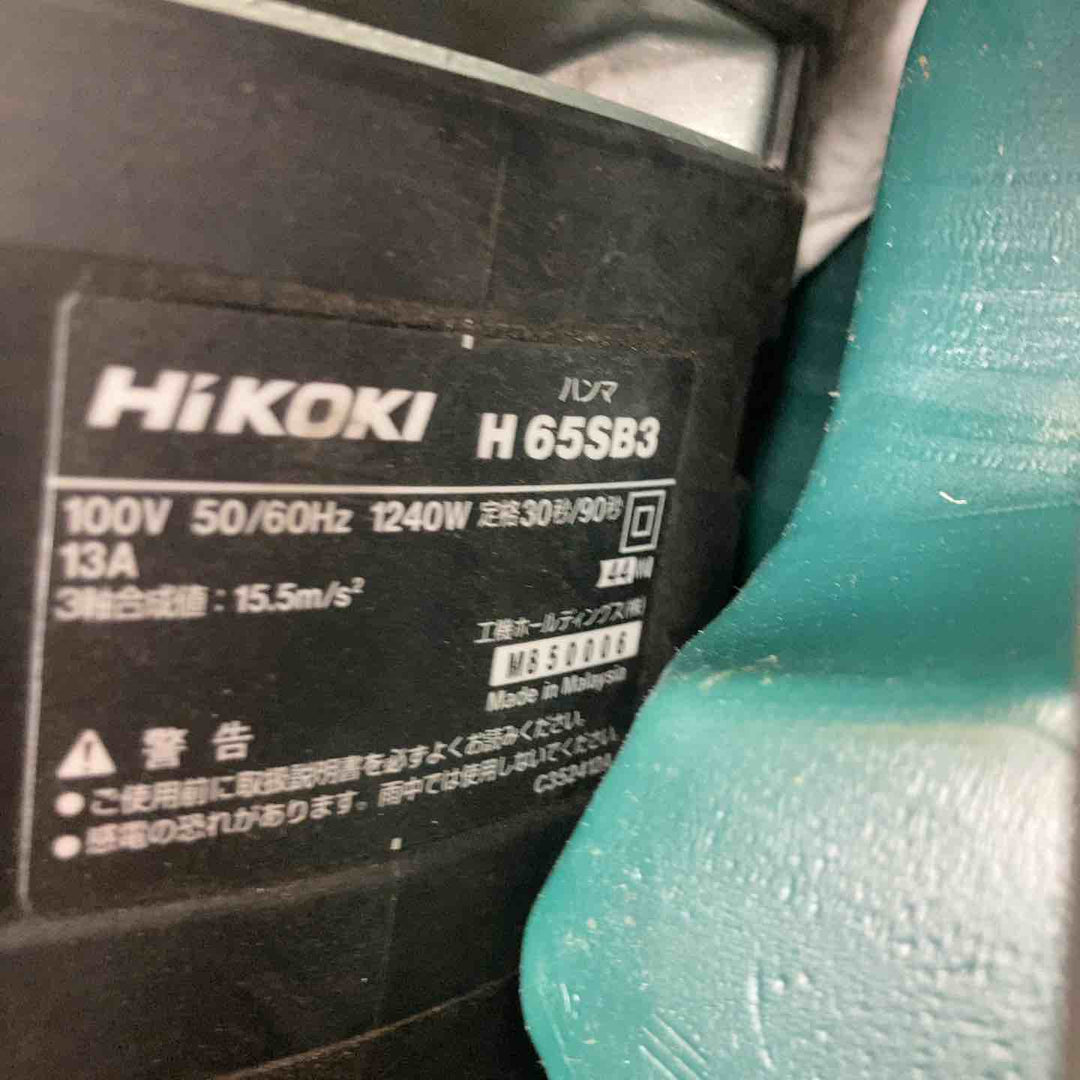 HiKOKI
ハンマ
H 65SB3
100V 50/60Hz 1240W 定格30秒/90秒
13A
3軸合成値：15.5m/s²
工機ホールディングス(株)
M850006
Made in Malaysia
警告
●ご使用前に取扱説明書を必ずよくお読みください。
●感電の恐れがあります。雨中では使用しないでください。